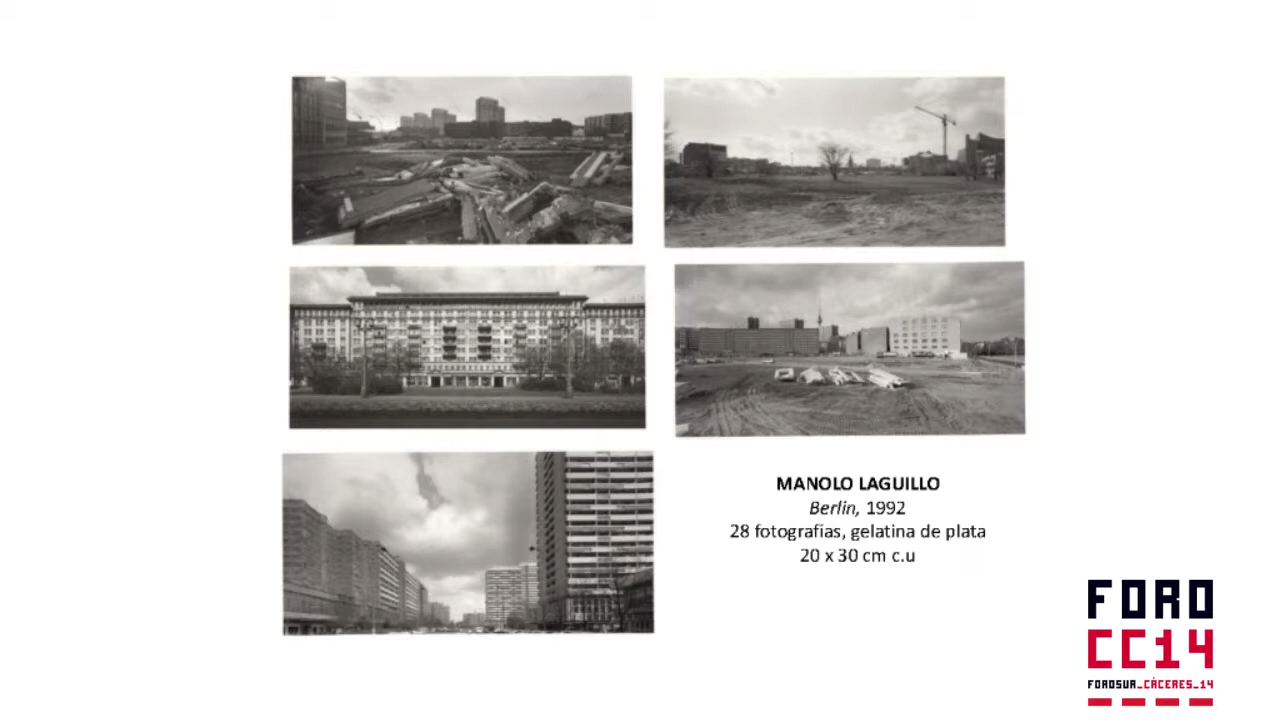 MANOLO LAGUILLO
Berlin, 1992
28 fotografías, gelatina de plata
20 x 30 cm c.u
FORO
CC14
FOROSUR_CÁCERES_14